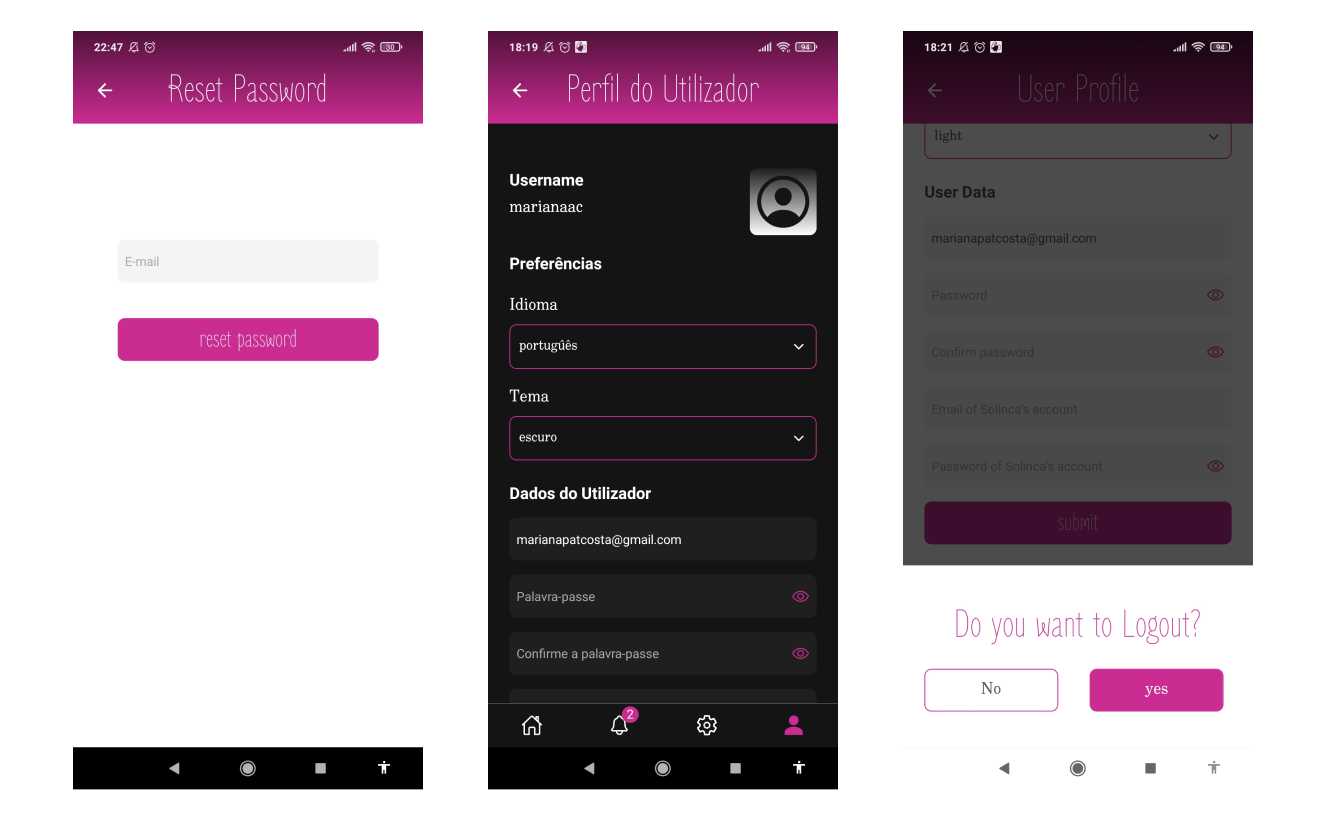 22:47
30
Reset Password
E-mail
reset password
18:19
94
Perfil do Utilizador
Username
marianaac
Preferências
Idioma
portugûês
Tema
escuro
Dados do Utilizador
marianapatcosta@gmail.com
Palavra-passe
Confirme a palavra-passe
2
18:21
94
User Profile
light
User Data
marianapatcosta@gmail.com
Password
Confirm password
Email of Solinca's account
Password of Solinca's account.
submit
Do you want to Logout?
No
yes